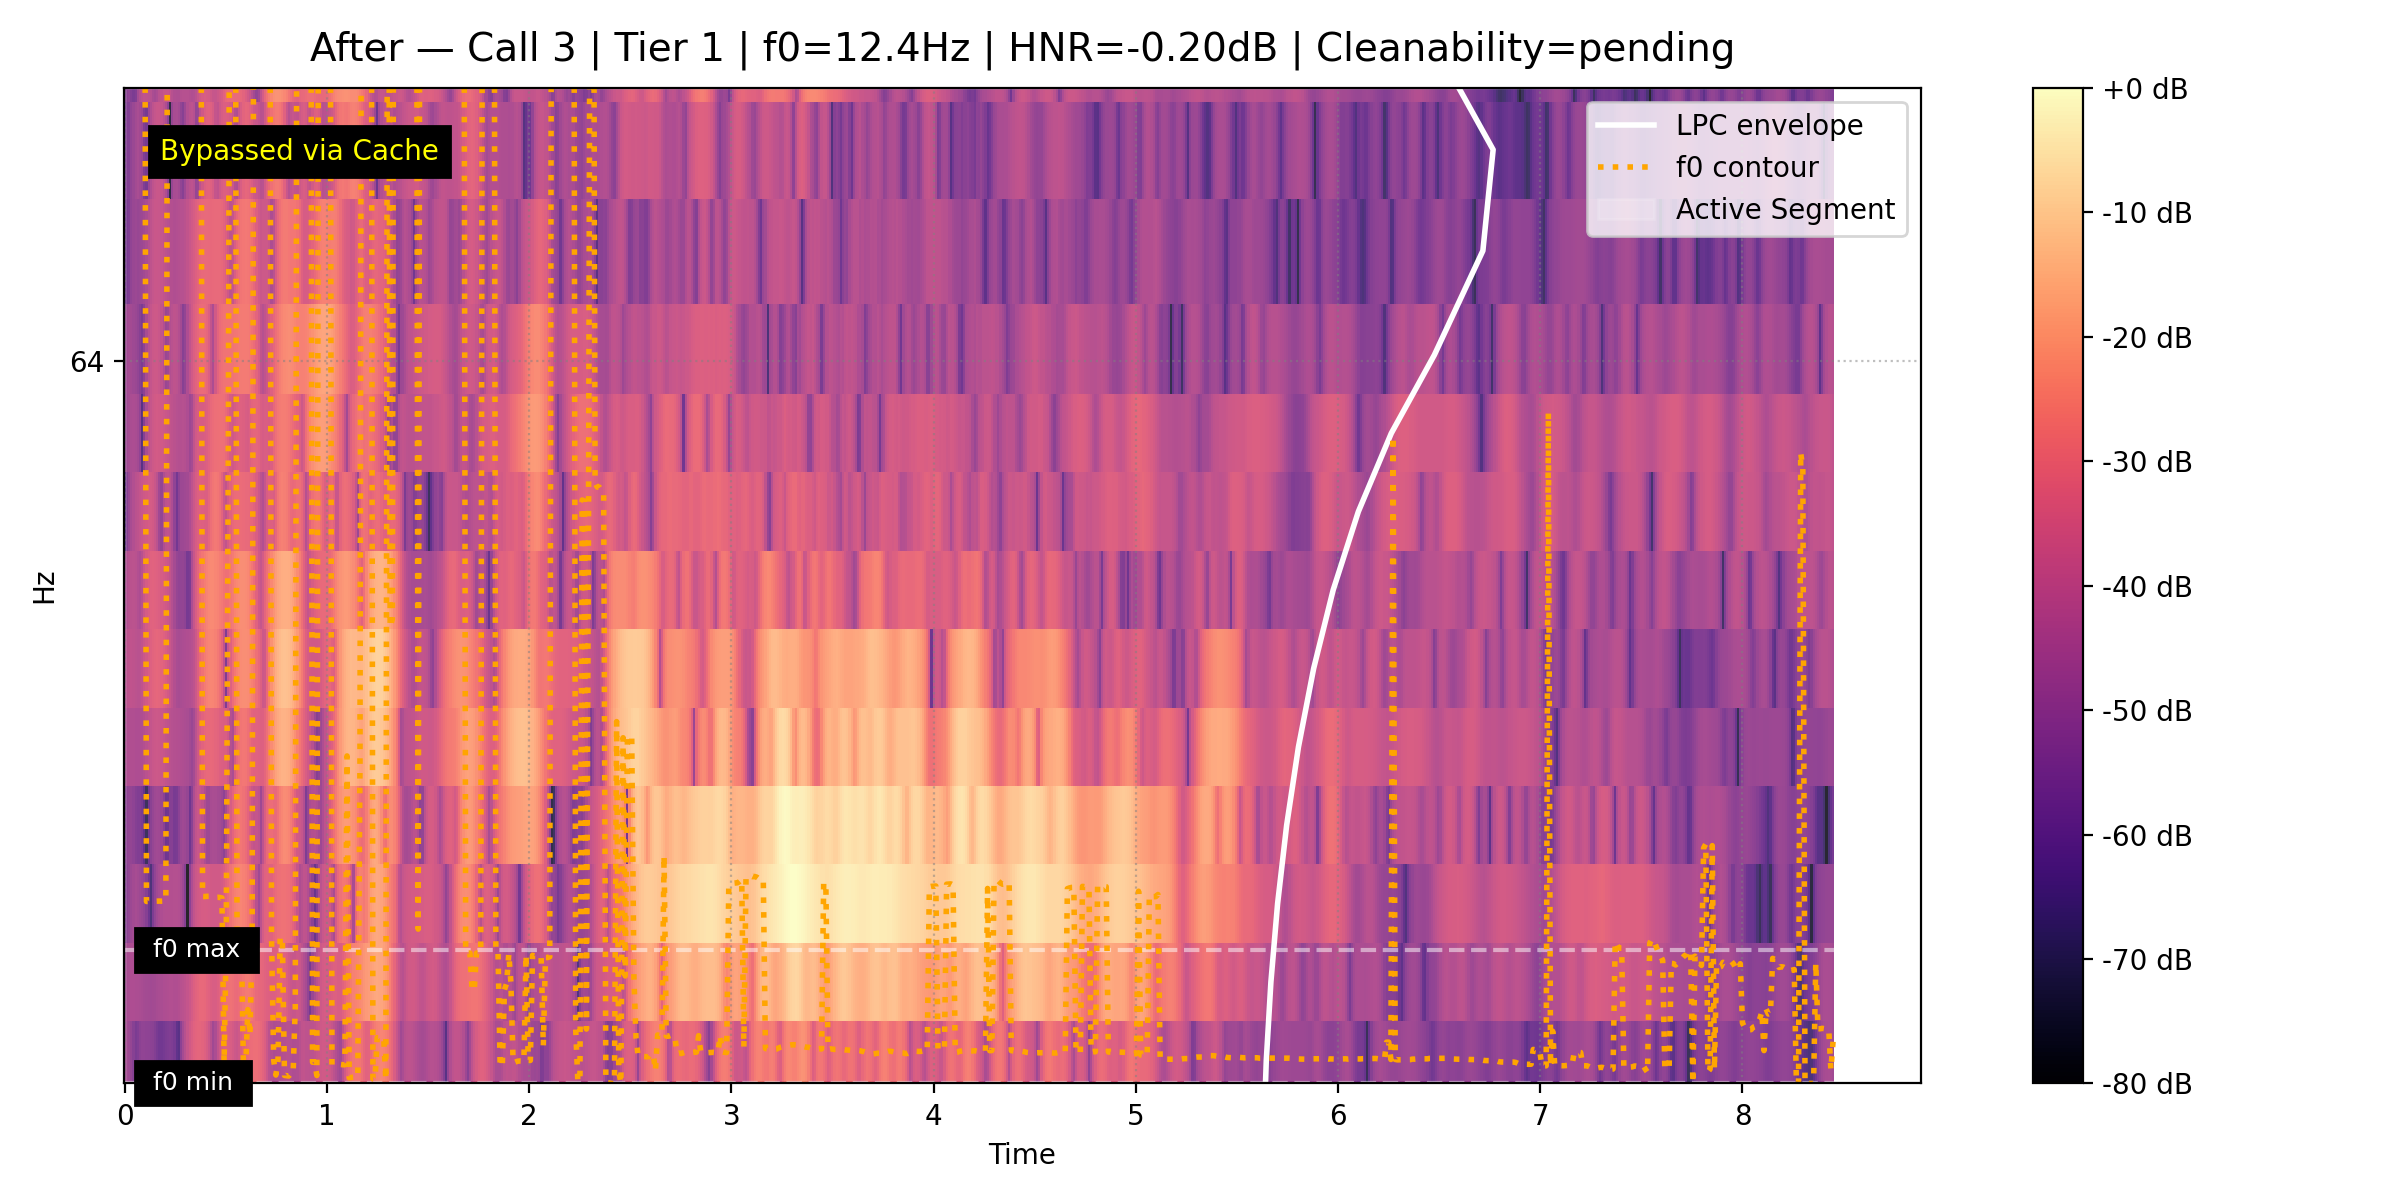 After — Call 3 | Tier 1 | f0=12.4Hz | HNR=-0.20dB | Cleanability=pending
Bypassed via Cache
LPC envelope
f0 contour
Active Segment
64
Hz
f0 max
f0 min
0 1 2 3 4 5 6 7 8
Time
+0 dB
-10 dB
-20 dB
-30 dB
-40 dB
-50 dB
-60 dB
-70 dB
-80 dB